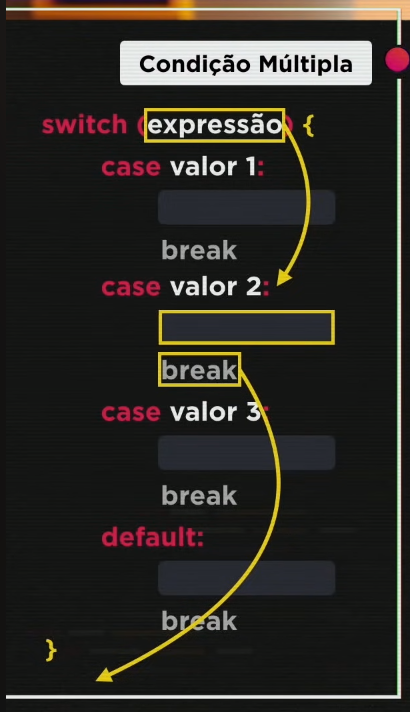 Condição Múltipla
switch (expressão) {
case valor 1:
break
case valor 2:
break
case valor 3:
break
default:
break
}